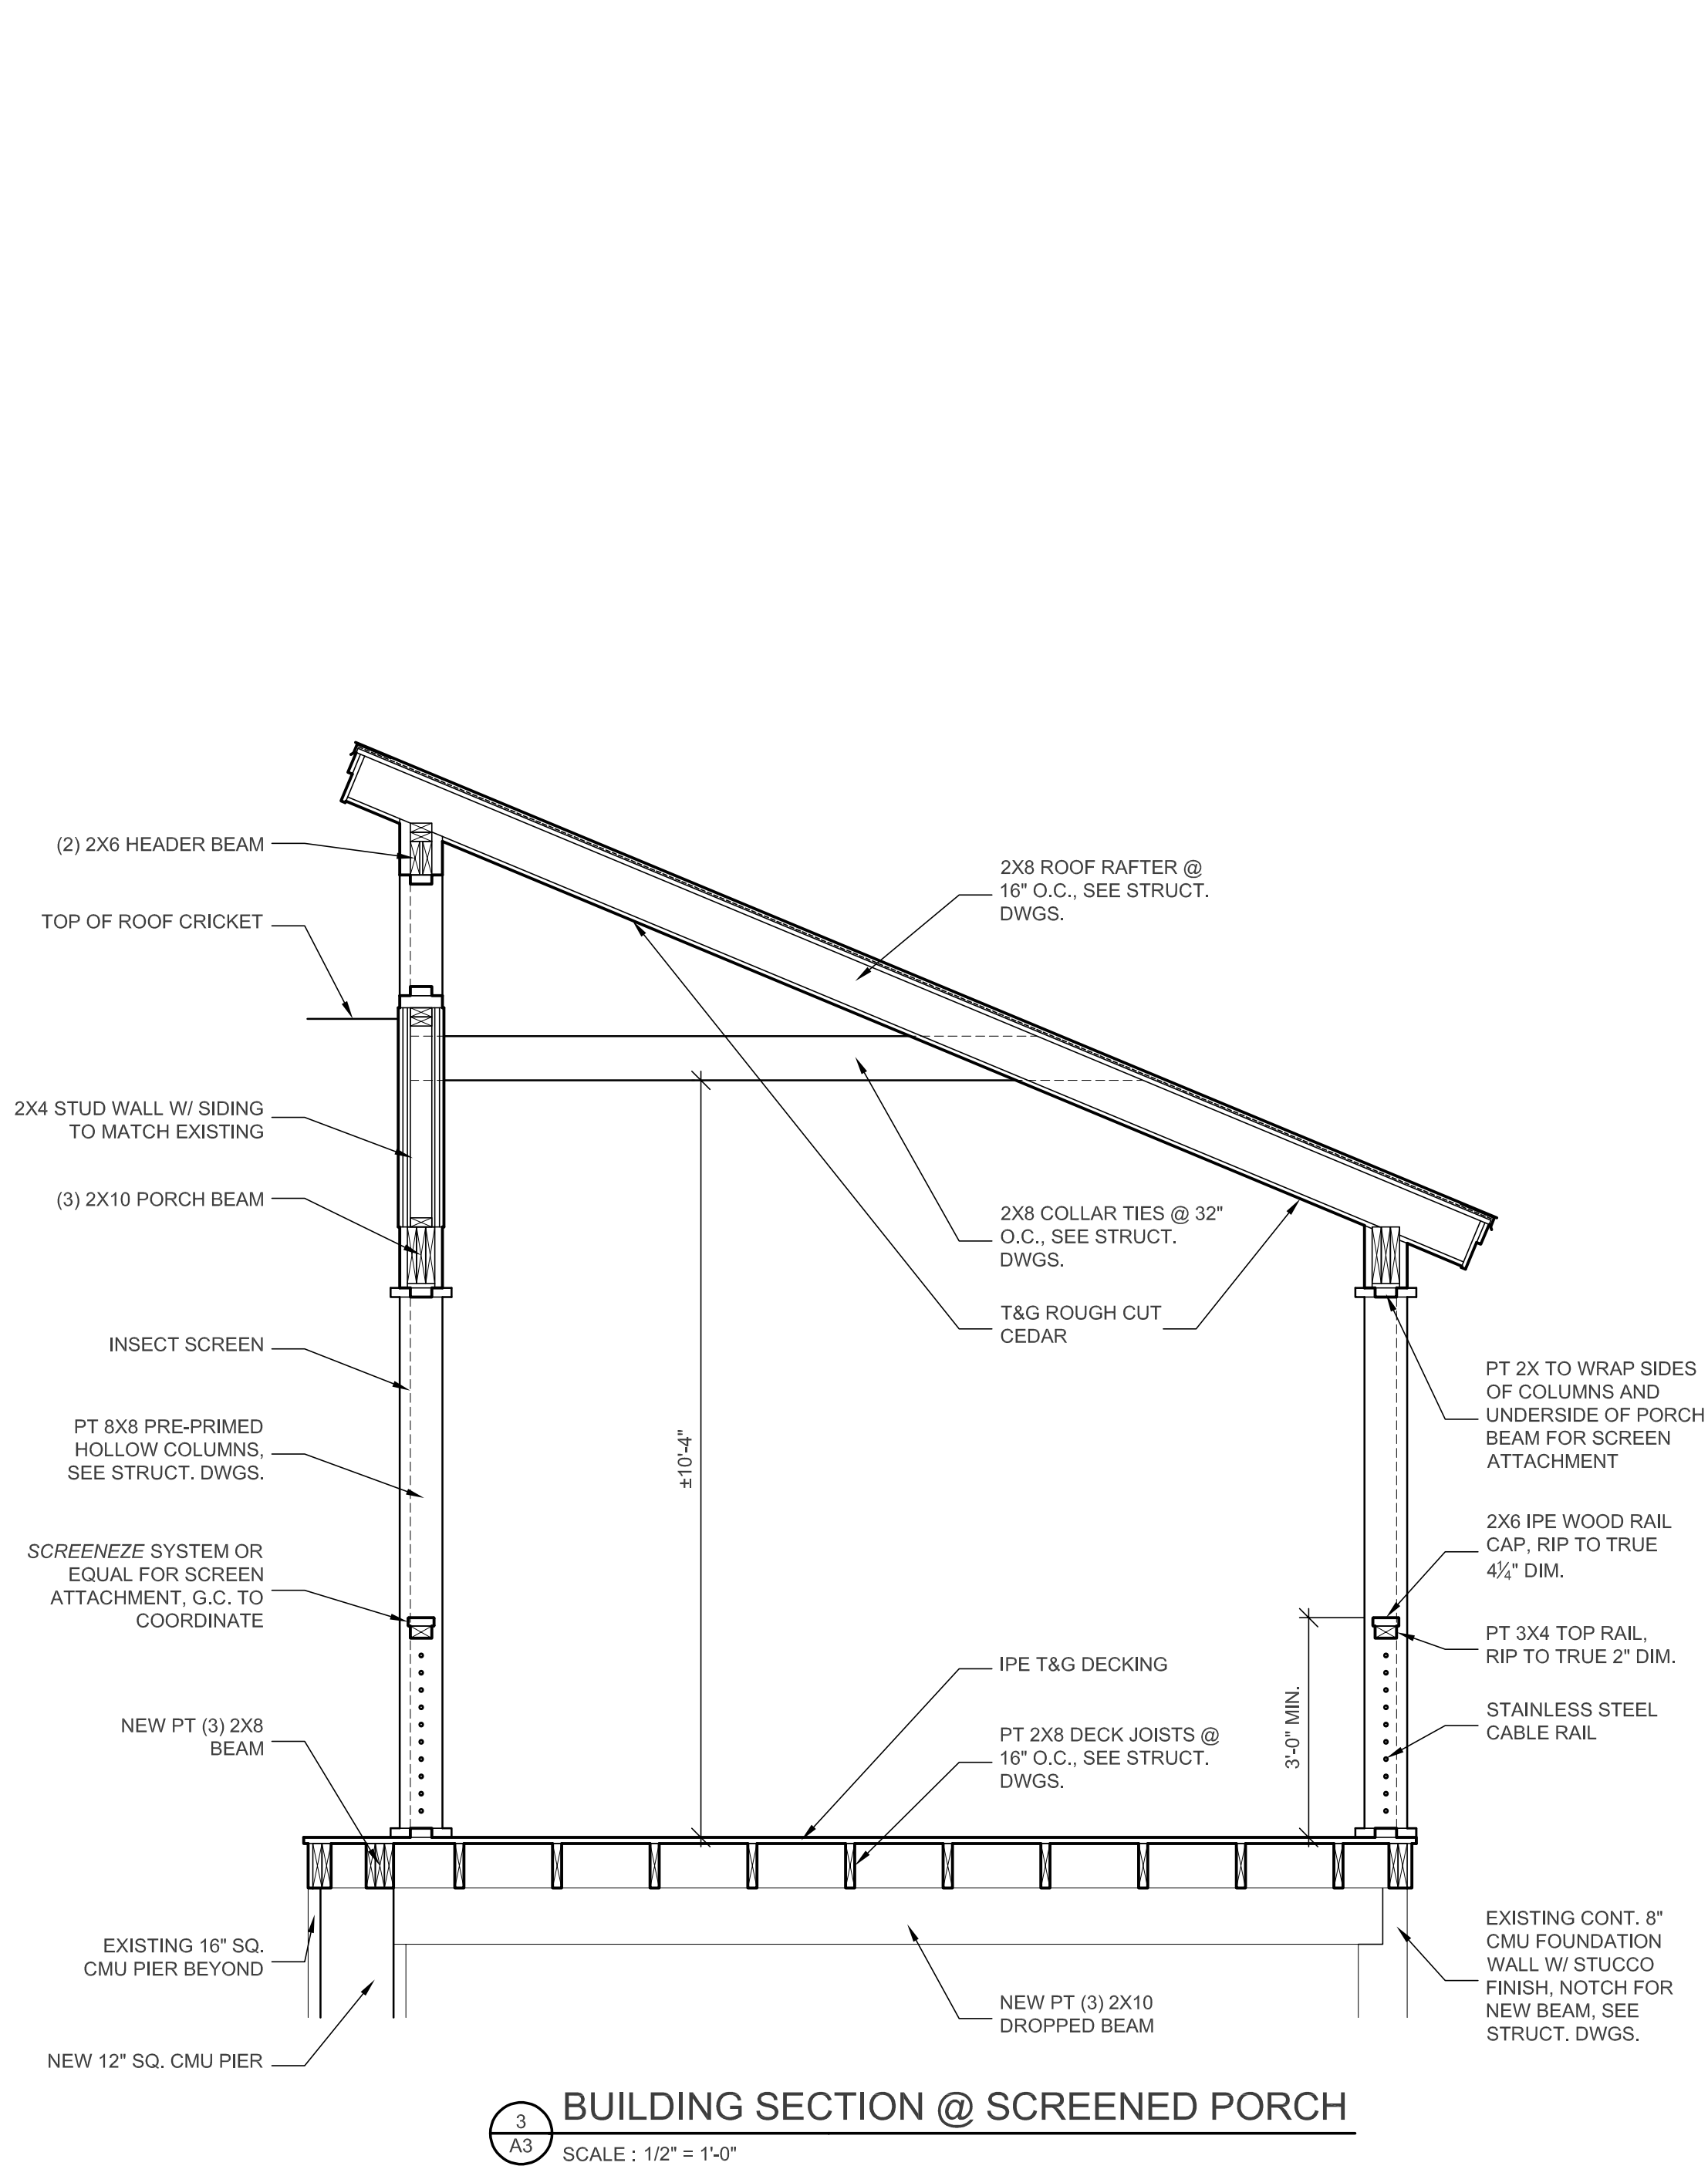 (2) 2X6 HEADER BEAM
TOP OF ROOF CRICKET
2X4 STUD WALL W/ SIDING
TO MATCH EXISTING
(3) 2X10 PORCH BEAM
INSECT SCREEN
PT 8X8 PRE-PRIMED
HOLLOW COLUMNS,
SEE STRUCT. DWGS.
SCREENEZE SYSTEM OR
EQUAL FOR SCREEN
ATTACHMENT, G.C. TO
COORDINATE
NEW PT (3) 2X8
BEAM
EXISTING 16" SQ.
CMU PIER BEYOND
NEW 12" SQ. CMU PIER
±10'-4"
2X8 ROOF RAFTER @
16" O.C., SEE STRUCT.
DWGS.
2X8 COLLAR TIES @ 32"
O.C., SEE STRUCT.
DWGS.
T&G ROUGH CUT
CEDAR
IPE T&G DECKING
PT 2X8 DECK JOISTS @
16" O.C., SEE STRUCT.
DWGS.
NEW PT (3) 2X10
DROPPED BEAM
3'-0" MIN.
PT 2X TO WRAP SIDES
OF COLUMNS AND
UNDERSIDE OF PORCH
BEAM FOR SCREEN
ATTACHMENT
2X6 IPE WOOD RAIL
CAP, RIP TO TRUE
4¼" DIM.
PT 3X4 TOP RAIL,
RIP TO TRUE 2" DIM.
STAINLESS STEEL
CABLE RAIL
EXISTING CONT. 8"
CMU FOUNDATION
WALL W/ STUCCO
FINISH, NOTCH FOR
NEW BEAM, SEE
STRUCT. DWGS.
3
A3
BUILDING SECTION @ SCREENED PORCH
SCALE : 1/2" = 1'-0"